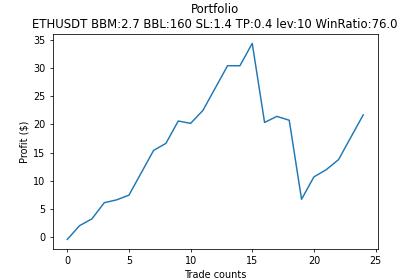 Portfolio
ETHUSDT BBM:2.7 BBL:160 SL:1.4 TP:0.4 lev:10 WinRatio:76.0
35
30
25
20
15
10
5
0
Profit ($)
0 5 10 15 20 25
Trade counts